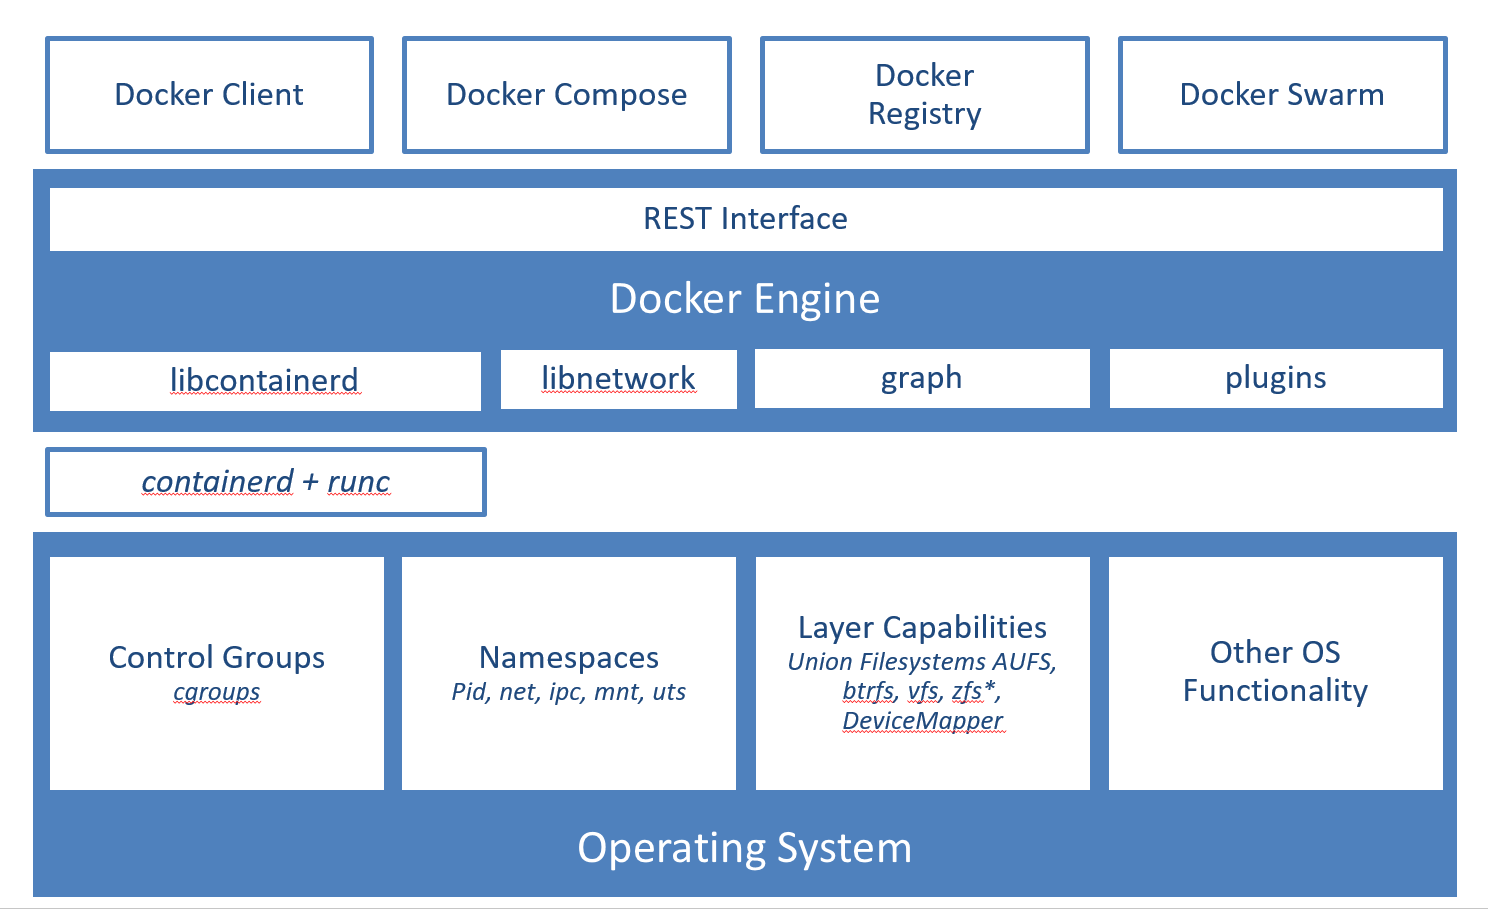 Docker Client
Docker Compose
Docker
Registry
Docker Swarm
REST Interface
Docker Engine
libcontainerd
libnetwork
graph
plugins
containerd + runc
Control Groups
cgroups
Namespaces
Pid, net, ipc, mnt, uts
Layer Capabilities
Union Filesystems AUFS,
btrfs, vfs, zfs*,
DeviceMapper
Other OS
Functionality
Operating System